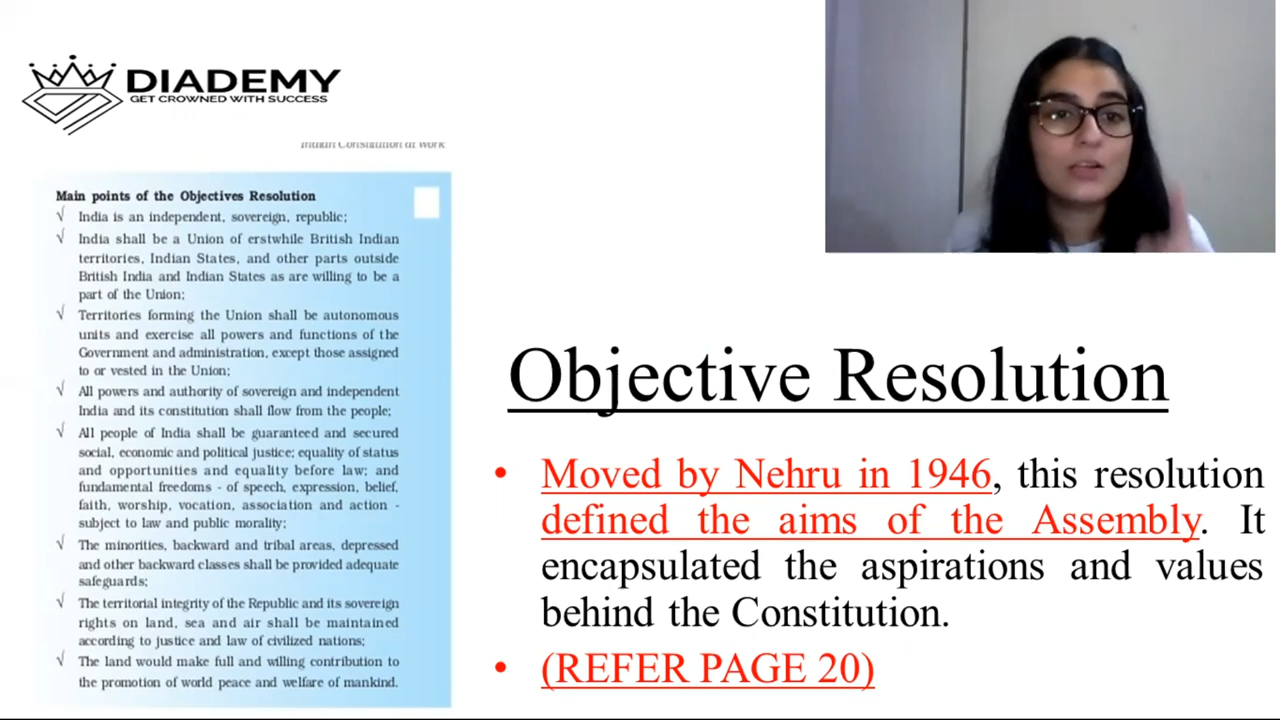 DIADEMY
GET CROWNED WITH SUCCESS
Indian Constitution at Work
Main points of the Objectives Resolution
√ India is an independent, sovereign, republic;
√ India shall be a Union of erstwhile British Indian
territories, Indian States, and other parts outside
British India and Indian States as are willing to be a
part of the Union;
√ Territories forming the Union shall be autonomous
units and exercise all powers and functions of the
Government and administration, except those assigned
to or vested in the Union;
√ All powers and authority of sovereign and independent
India and its constitution shall flow from the people;
√ All people of India shall be guaranteed and secured
social, economic and political justice; equality of status
and opportunities and equality before law; and
fundamental freedoms - of speech, expression, belief,
faith, worship, vocation, association and action -
subject to law and public morality;
√ The minorities, backward and tribal areas, depressed
and other backward classes shall be provided adequate
safeguards;
√ The territorial integrity of the Republic and its sovereign
rights on land, sea and air shall be maintained
according to justice and law of civilized nations;
√ The land would make full and willing contribution to
the promotion of world peace and welfare of mankind.
Objective Resolution
• Moved by Nehru in 1946, this resolution
defined the aims of the Assembly. It
encapsulated the aspirations and values
behind the Constitution.
• (REFER PAGE 20)